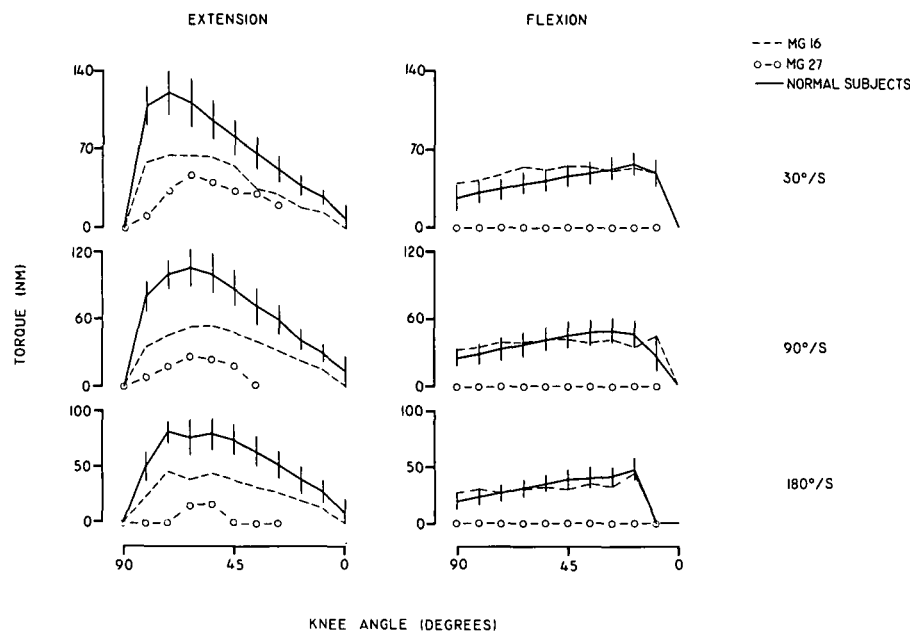 EXTENSION
FLEXION
--- MG 16
o-o MG 27
— NORMAL SUBJECTS
140
70
0
140
70
0
30°/S
120
60
0
120
60
0
90°/S
100
50
0
100
50
0
180°/S
90 45 0
90 45 0
TORQUE (NM)
KNEE ANGLE (DEGREES)